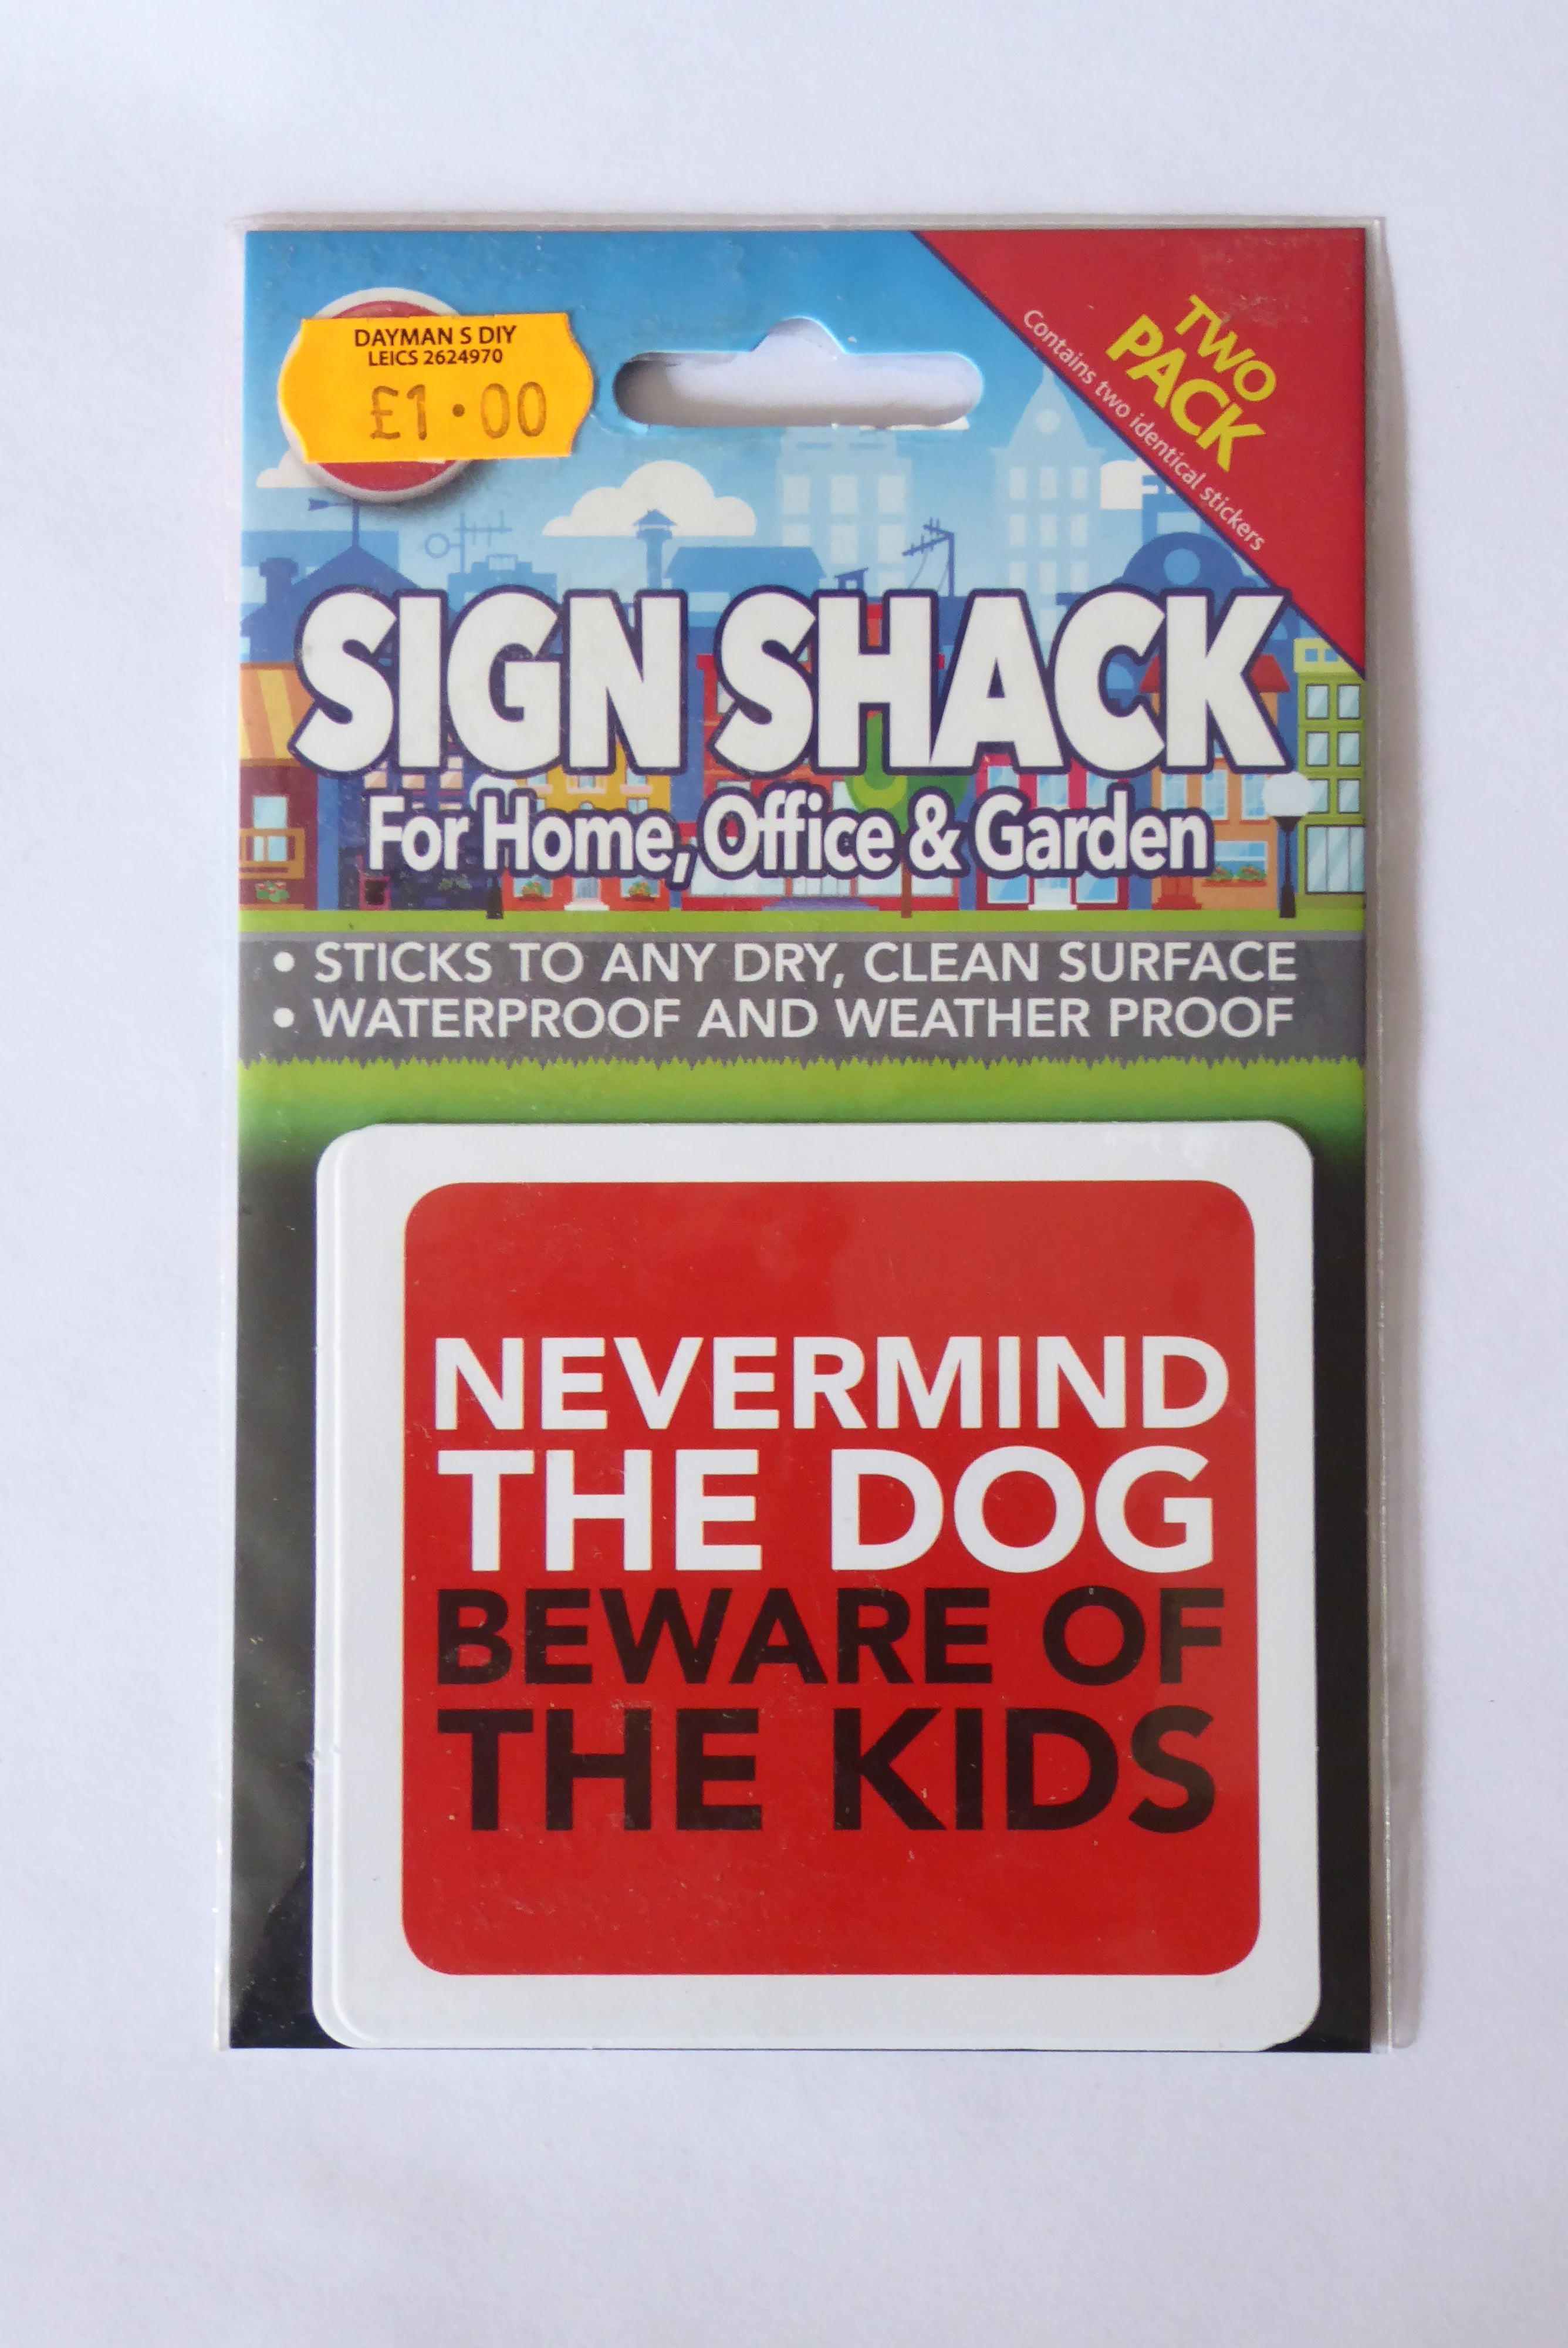 DAYMAN S DIY
LEICS 2624970
£1.00
TWO
PACK
Contains two identical stickers
SIGN SHACK
For Home, Office & Garden
• STICKS TO ANY DRY, CLEAN SURFACE
• WATERPROOF AND WEATHER PROOF
NEVERMIND
THE DOG
BEWARE OF
THE KIDS